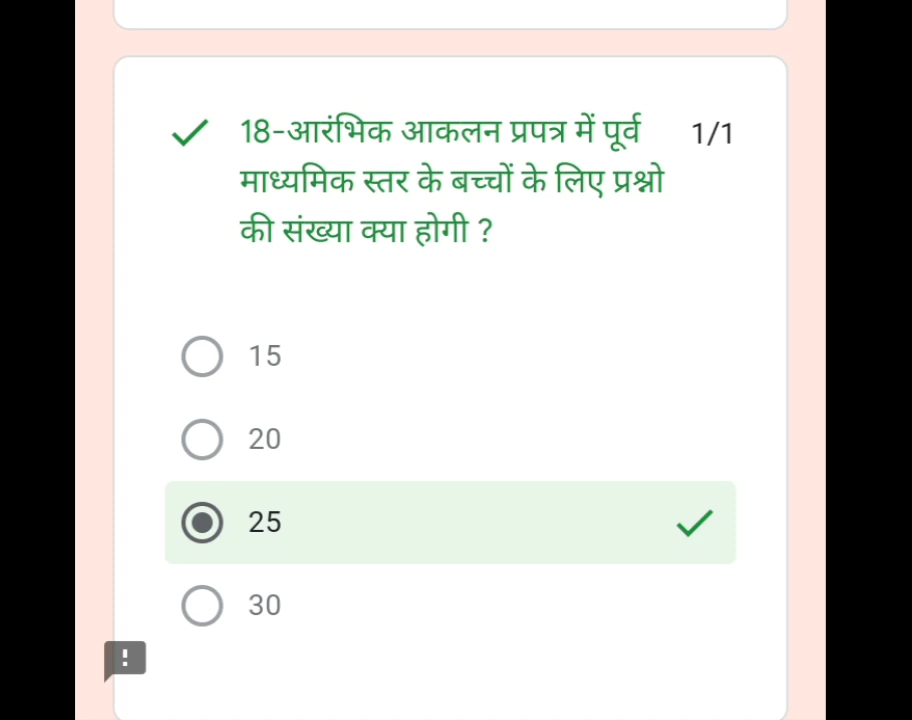 18-आरंभिक आकलन प्रपत्र में पूर्व 1/1
माध्यमिक स्तर के बच्चों के लिए प्रश्नो
की संख्या क्या होगी ?
15
20
25
30